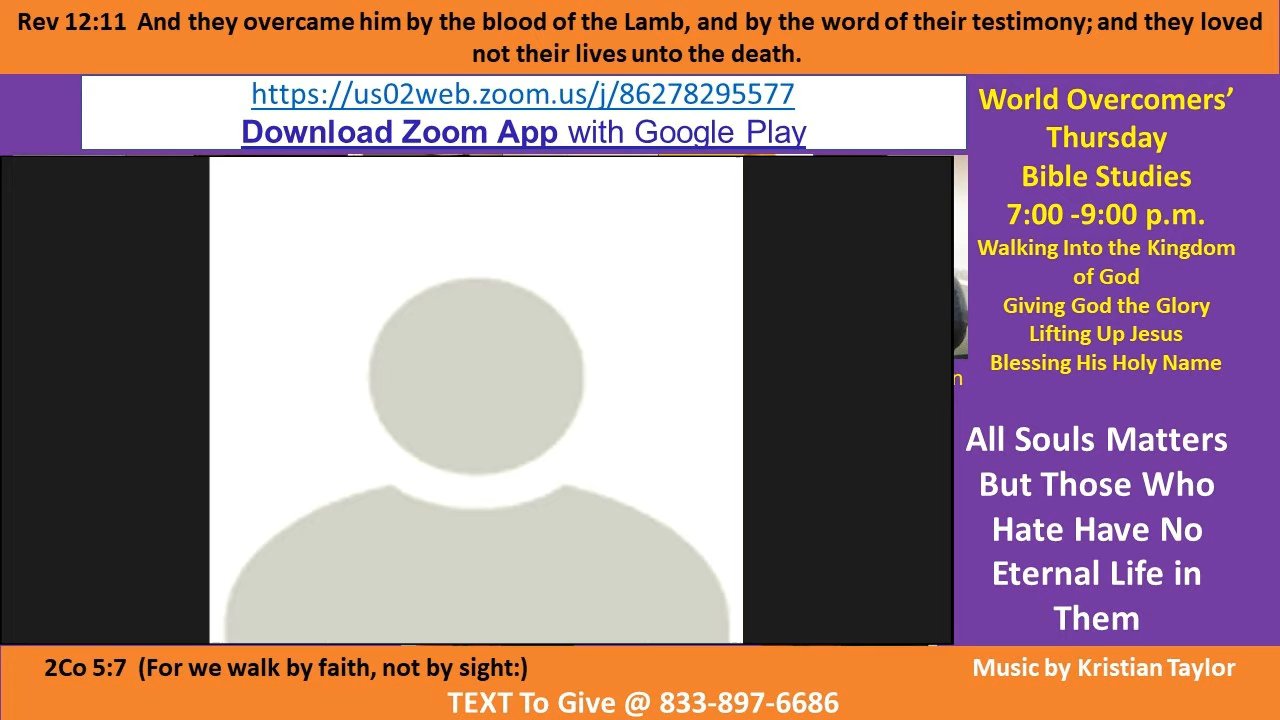 Rev 12:11  And they overcame him by the blood of the Lamb, and by the word of their testimony; and they loved
not their lives unto the death.
https://us02web.zoom.us/j/86278295577
Download Zoom App with Google Play
World Overcomers’
Thursday
Bible Studies
7:00 -9:00 p.m.
Walking Into the Kingdom
of God
Giving God the Glory
Lifting Up Jesus
Blessing His Holy Name
n
All Souls Matters
But Those Who
Hate Have No
Eternal Life in
Them
2Co 5:7  (For we walk by faith, not by sight:)
Music by Kristian Taylor
TEXT To Give @ 833-897-6686